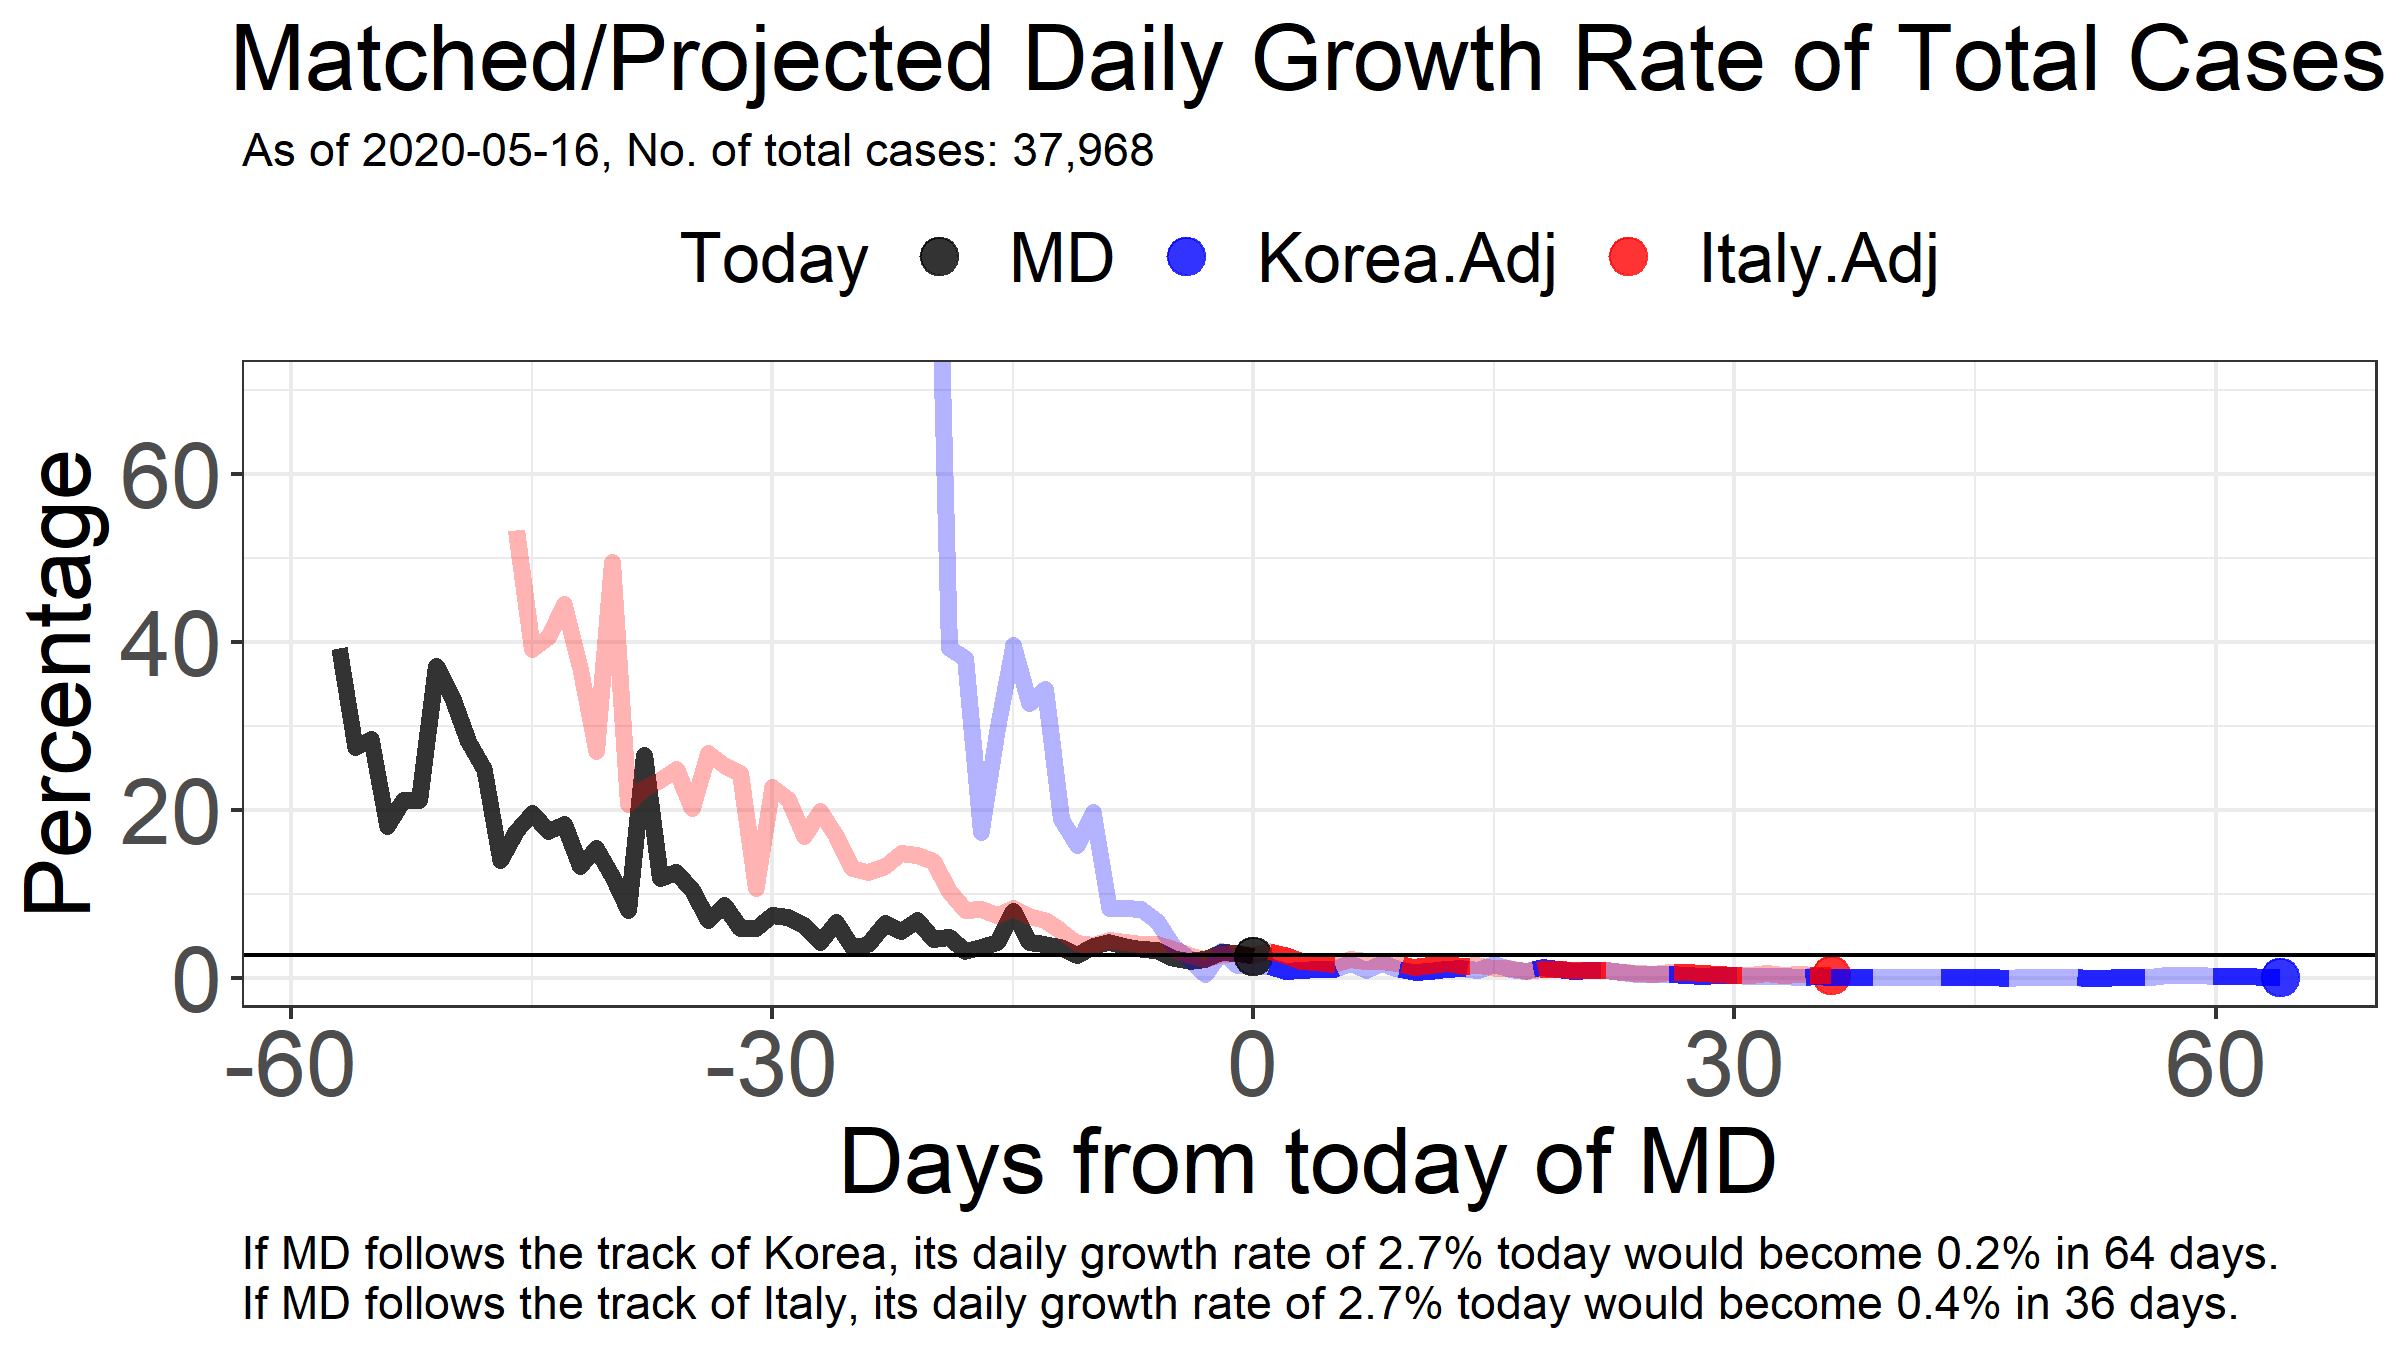 Matched/Projected Daily Growth Rate of Total Cases
As of 2020-05-16, No. of total cases: 37,968
Today MD Korea.Adj Italy.Adj
Percentage
60
40
20
0
-60 -30 0 30 60
Days from today of MD
If MD follows the track of Korea, its daily growth rate of 2.7% today would become 0.2% in 64 days.
If MD follows the track of Italy, its daily growth rate of 2.7% today would become 0.4% in 36 days.